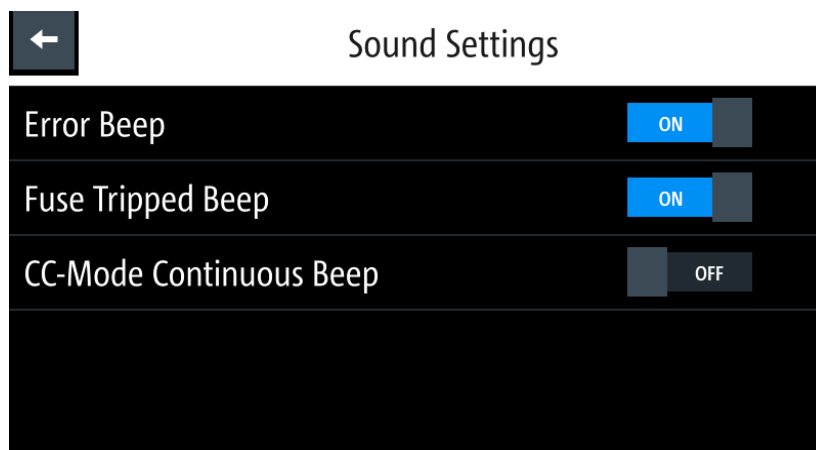 Sound Settings
Error Beep ON
Fuse Tripped Beep ON
CC-Mode Continuous Beep OFF